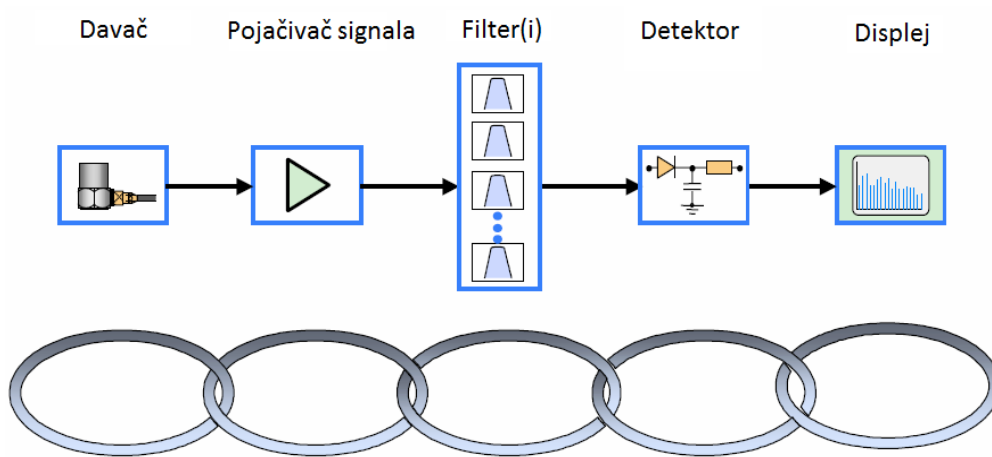 Davač
Pojačivač signala
Filter(i)
Detektor
Displej